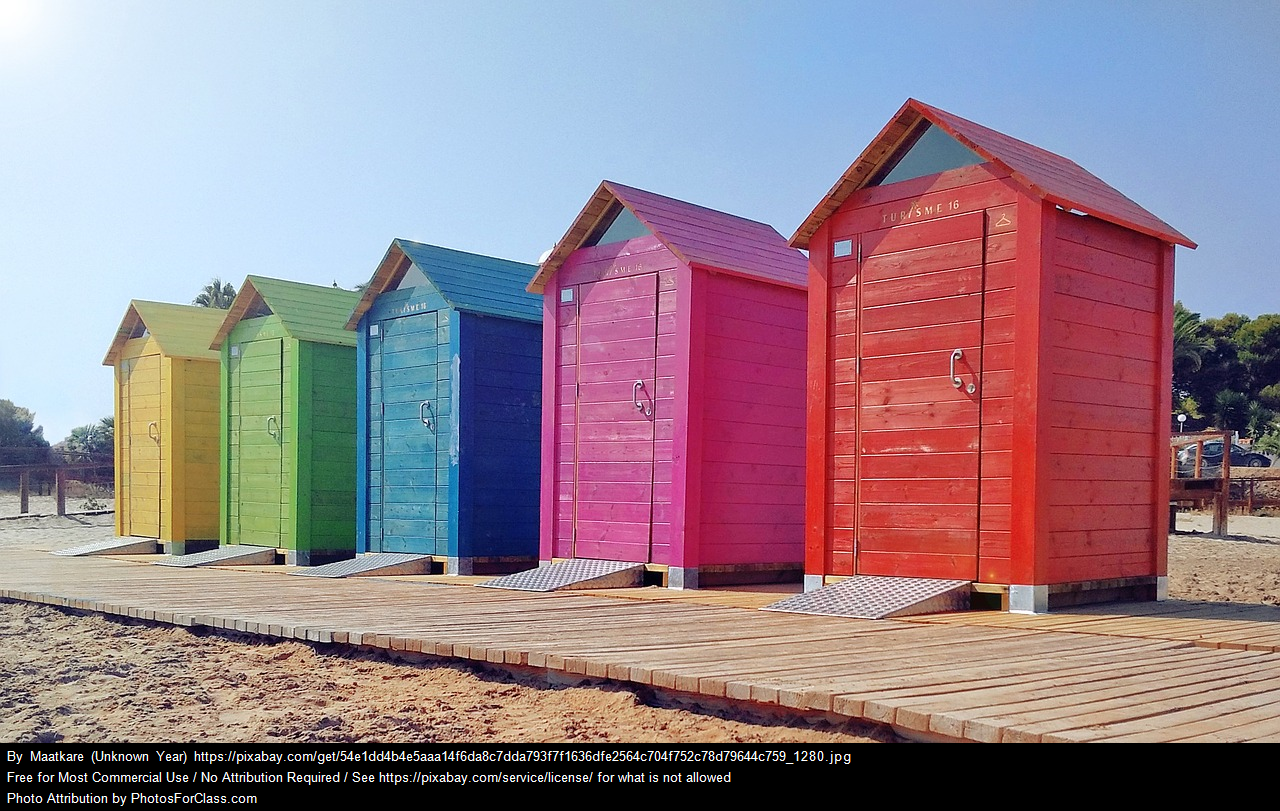 TURISME 16
TURISME 16
TURISME 16
By Maatkare (Unknown Year) https://pixabay.com/get/54e1dd4b4e5aaa14f6da8c7dda793f7f1636dfe2564c704f752c78d79644c759_1280.jpg
Free for Most Commercial Use / No Attribution Required / See https://pixabay.com/service/license/ for what is not allowed
Photo Attribution by PhotosForClass.com